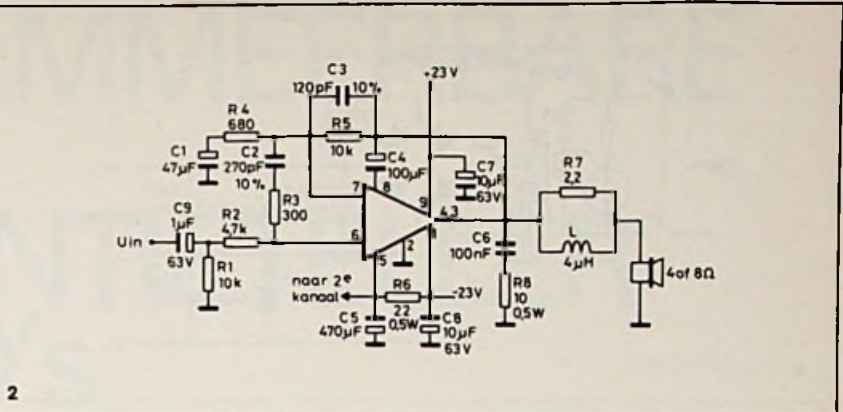 C3
120pF 10%
+23V
R4
680
R5
10k
C1
47µF
C2
270pF
10%
C4
100µF
C7
10µF
63V
R7
2,2
R3
300
7
8
9
4,3
C9
1µF
63V
R2
4,7k
6
2
5
C6
100nF
L
4µH
Uin
R1
10k
naar 2e
kanaal
R6
22
0,5W
-23V
R8
10
0,5W
4 of 8Ω
C5
470µF
C8
10µF
63V
2